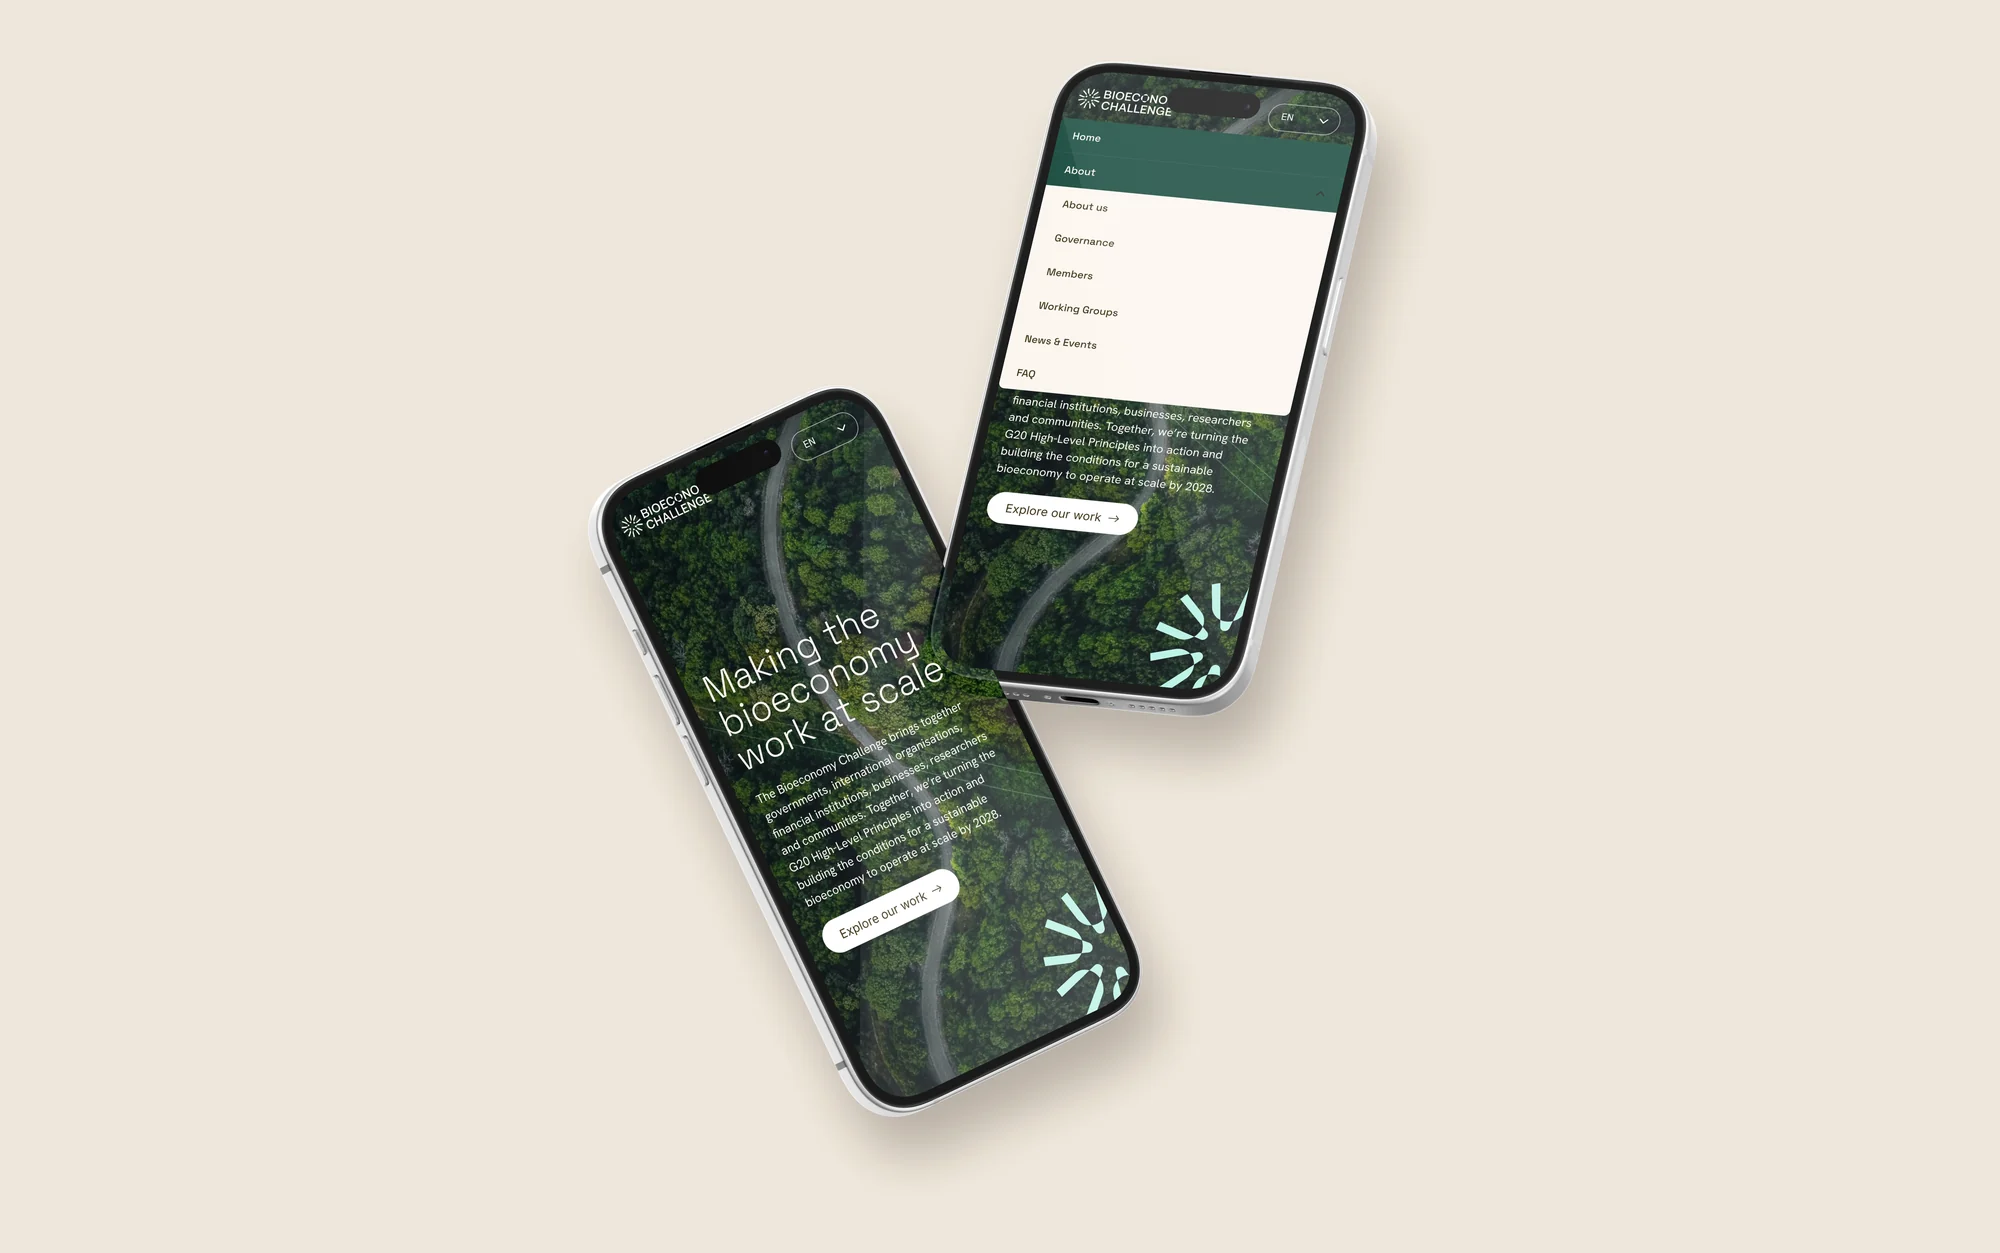 BIOECONO
CHALLENGE
EN
Making the
bioeconomy
work at scale
The Bioeconomy Challenge brings together
governments, international organisations,
financial institutions, businesses, researchers
and communities. Together, we're turning the
G20 High-Level Principles into action and
building the conditions for a sustainable
bioeconomy to operate at scale by 2028.
Explore our work →
BIOECONO
CHALLENGE
EN
Home
About
About us
Governance
Members
Working Groups
News & Events
FAQ
financial institutions, businesses, researchers
and communities. Together, we're turning the
G20 High-Level Principles into action and
building the conditions for a sustainable
bioeconomy to operate at scale by 2028.
Explore our work →